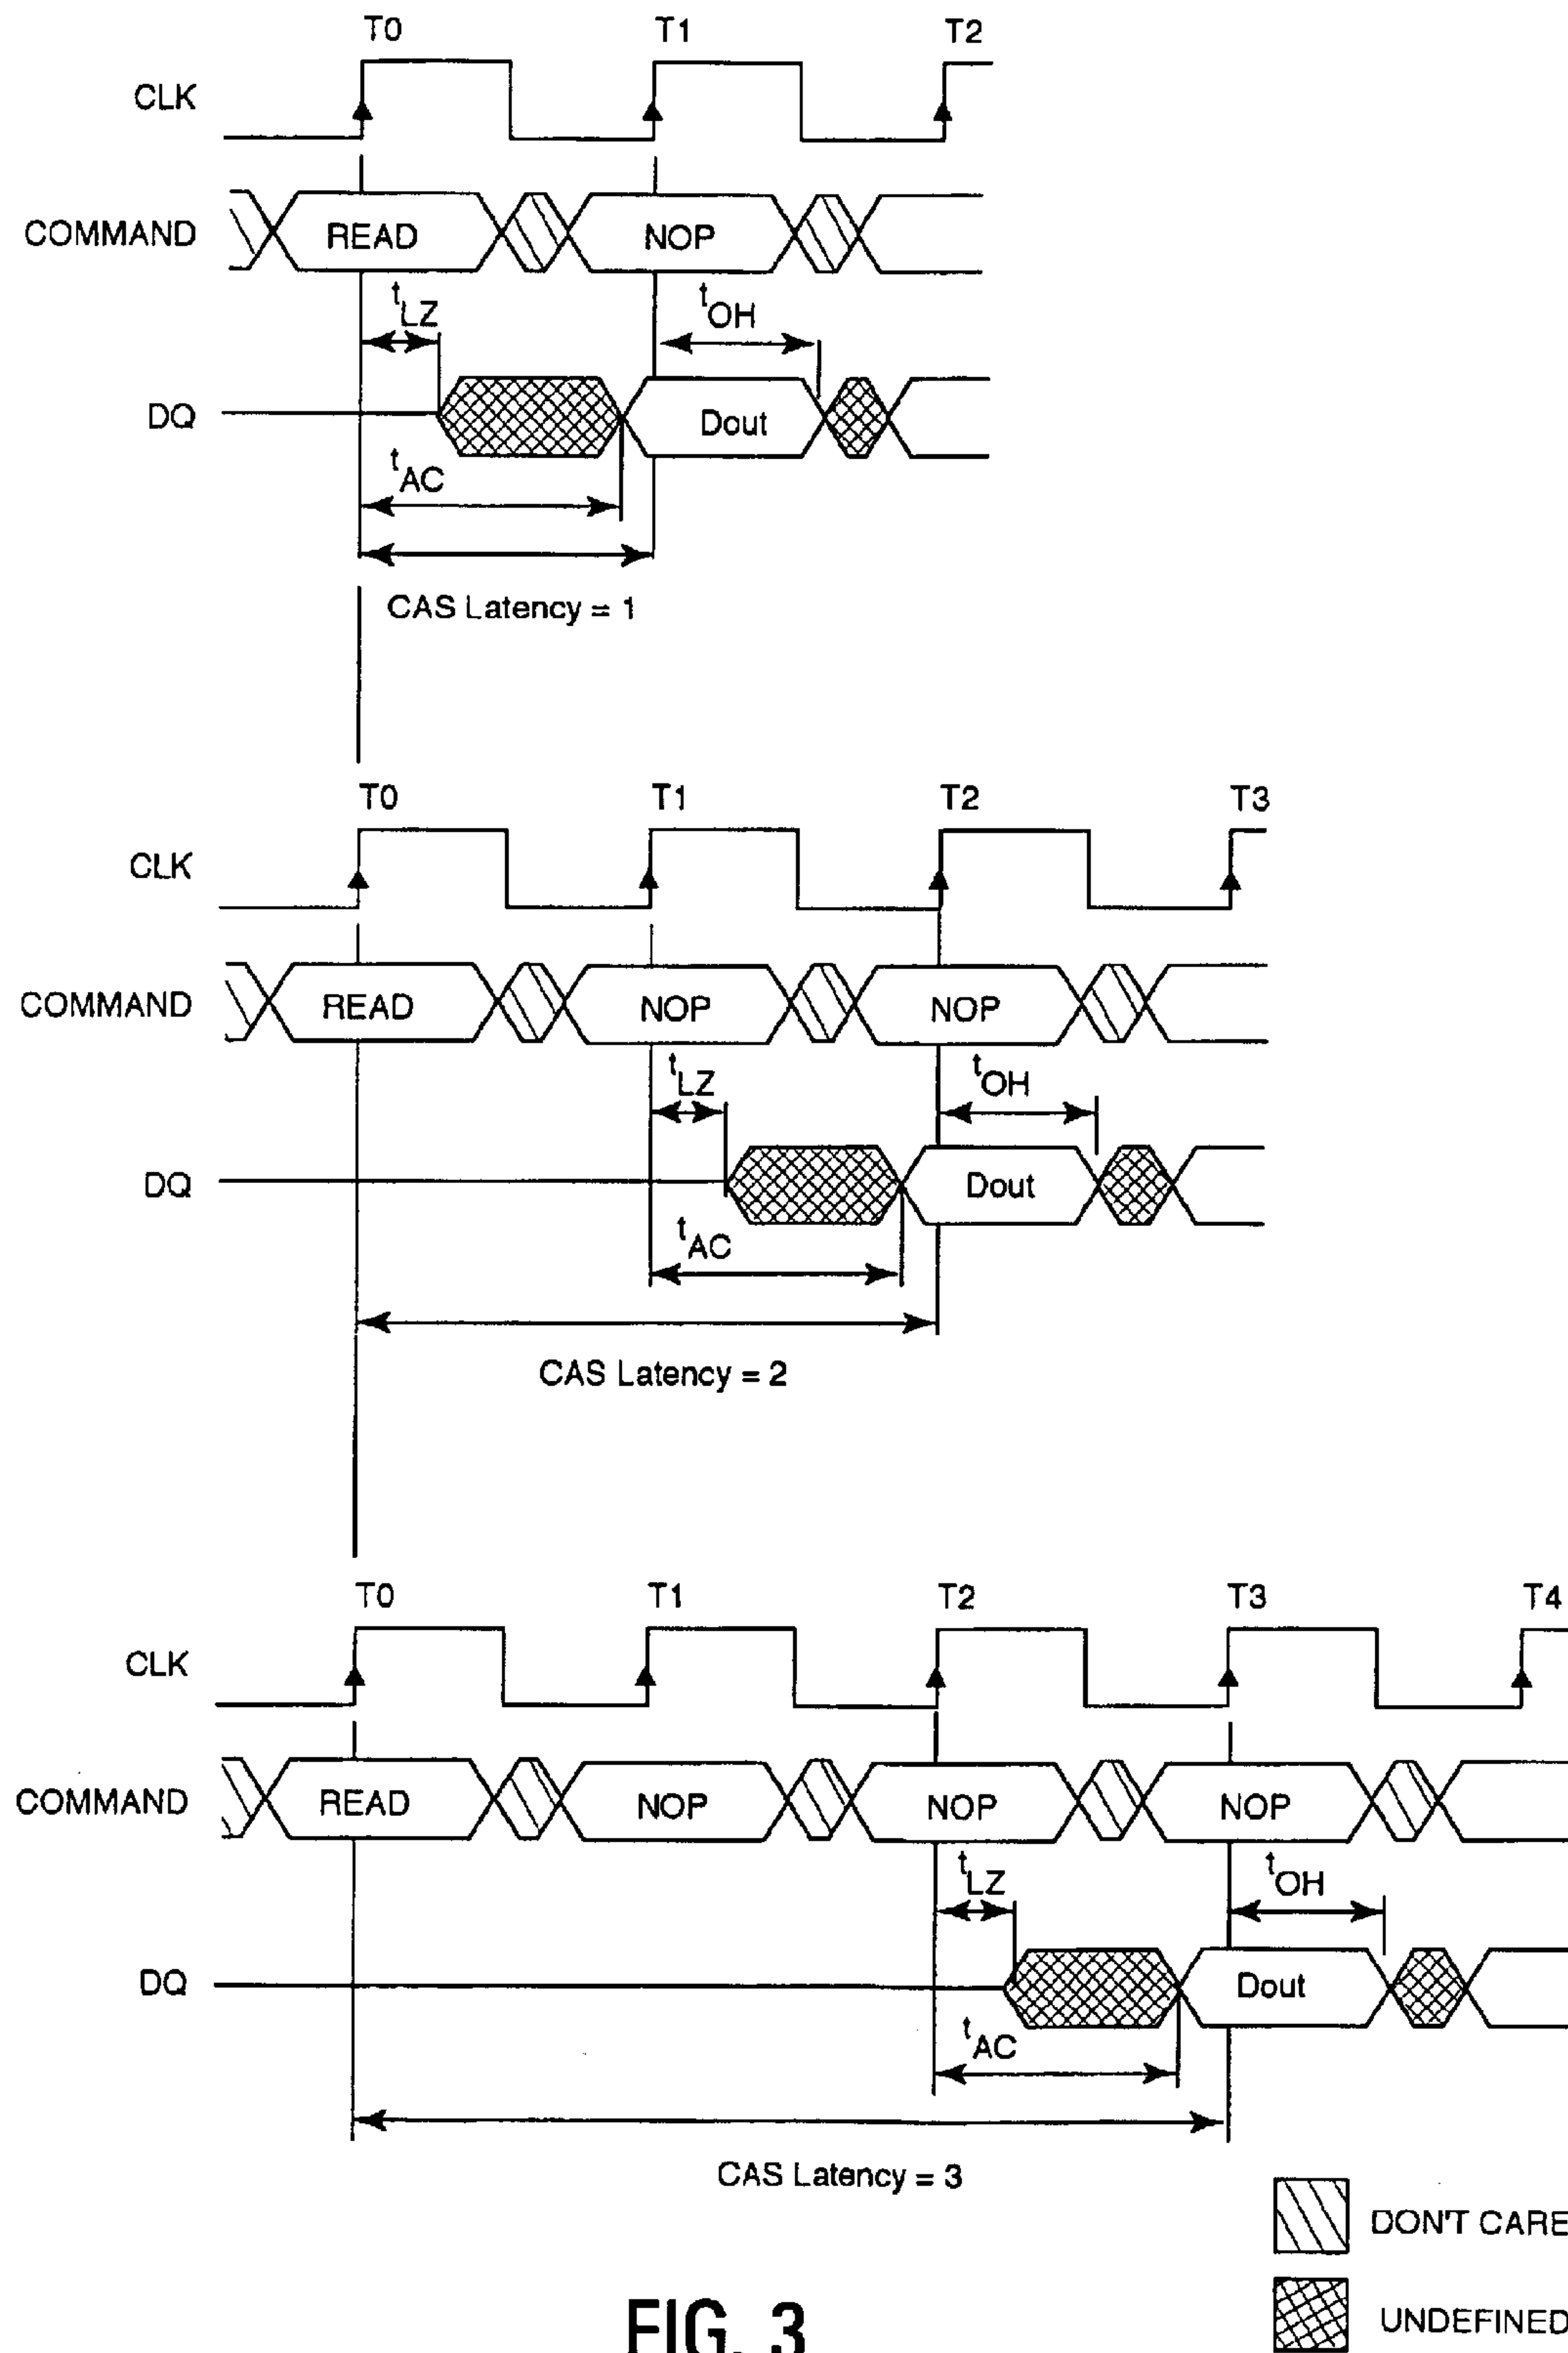 T0 T1 T2
CLK
COMMAND READ NOP
tLZ tOH
DQ Dout
tAC
CAS Latency = 1
T0 T1 T2 T3
CLK
COMMAND READ NOP NOP
tLZ tOH
DQ Dout
tAC
CAS Latency = 2
T0 T1 T2 T3 T4
CLK
COMMAND READ NOP NOP NOP
tLZ tOH
DQ Dout
tAC
CAS Latency = 3
DON'T CARE
UNDEFINED
FIG. 3